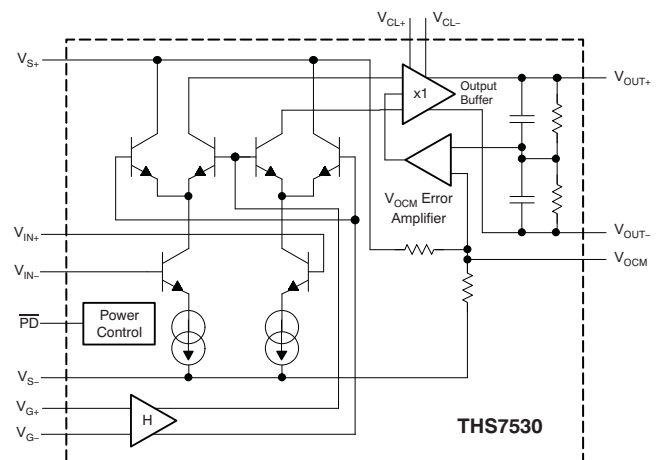 V_CL+ V_CL−
V_S+
x1
Output
Buffer
V_OUT+
V_OCM Error
Amplifier
V_IN+
V_OUT−
V_OCM
V_IN−
PD
Power
Control
V_S−
V_G+
H
V_G−
THS7530